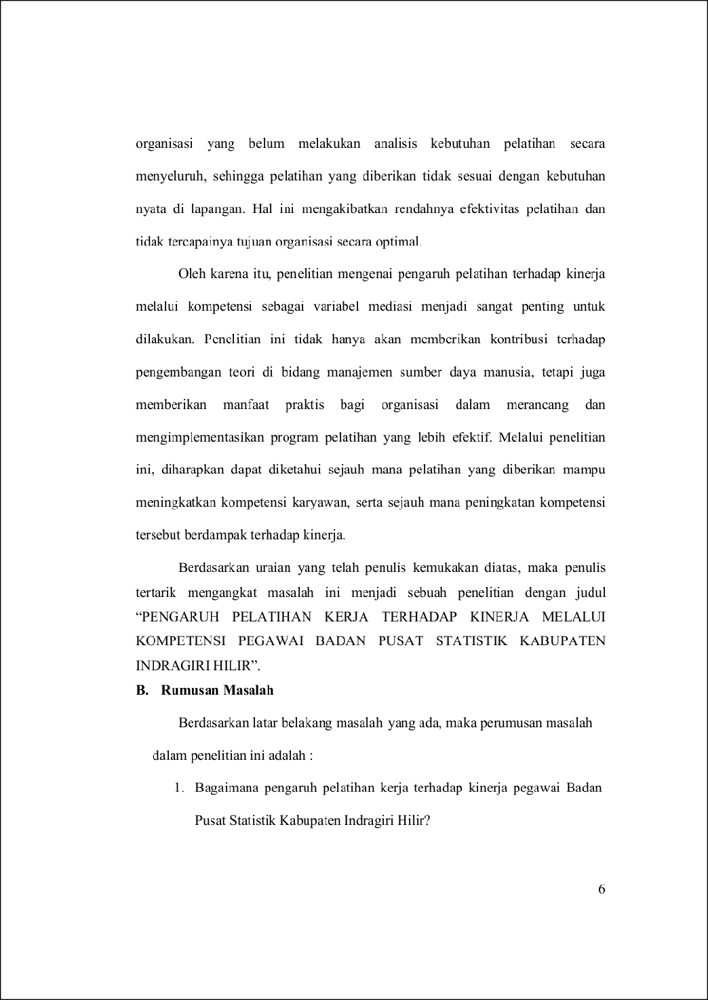 organisasi yang belum melakukan analisis kebutuhan pelatihan secara
menyeluruh, sehingga pelatihan yang diberikan tidak sesuai dengan kebutuhan
nyata di lapangan. Hal ini mengakibatkan rendahnya efektivitas pelatihan dan
tidak tercapainya tujuan organisasi secara optimal.
Oleh karena itu, penelitian mengenai pengaruh pelatihan terhadap kinerja
melalui kompetensi sebagai variabel mediasi menjadi sangat penting untuk
dilakukan. Penelitian ini tidak hanya akan memberikan kontribusi terhadap
pengembangan teori di bidang manajemen sumber daya manusia, tetapi juga
memberikan manfaat praktis bagi organisasi dalam merancang dan
mengimplementasikan program pelatihan yang lebih efektif. Melalui penelitian
ini, diharapkan dapat diketahui sejauh mana pelatihan yang diberikan mampu
meningkatkan kompetensi karyawan, serta sejauh mana peningkatan kompetensi
tersebut berdampak terhadap kinerja.
Berdasarkan uraian yang telah penulis kemukakan diatas, maka penulis
tertarik mengangkat masalah ini menjadi sebuah penelitian dengan judul
“PENGARUH PELATIHAN KERJA TERHADAP KINERJA MELALUI
KOMPETENSI PEGAWAI BADAN PUSAT STATISTIK KABUPATEN
INDRAGIRI HILIR”.
B. Rumusan Masalah
Berdasarkan latar belakang masalah yang ada, maka perumusan masalah
dalam penelitian ini adalah :
1. Bagaimana pengaruh pelatihan kerja terhadap kinerja pegawai Badan
Pusat Statistik Kabupaten Indragiri Hilir?
6